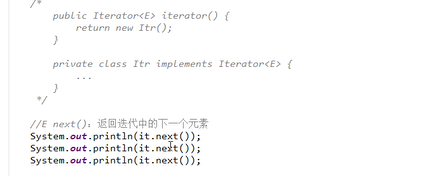 /*
public Iterator<E> iterator() {
return new Itr();
}
private class Itr implements Iterator<E> {
...
}
*/
//E next()：返回迭代中的下一个元素
System.out.println(it.next());
System.out.println(it.next());
System.out.println(it.next());